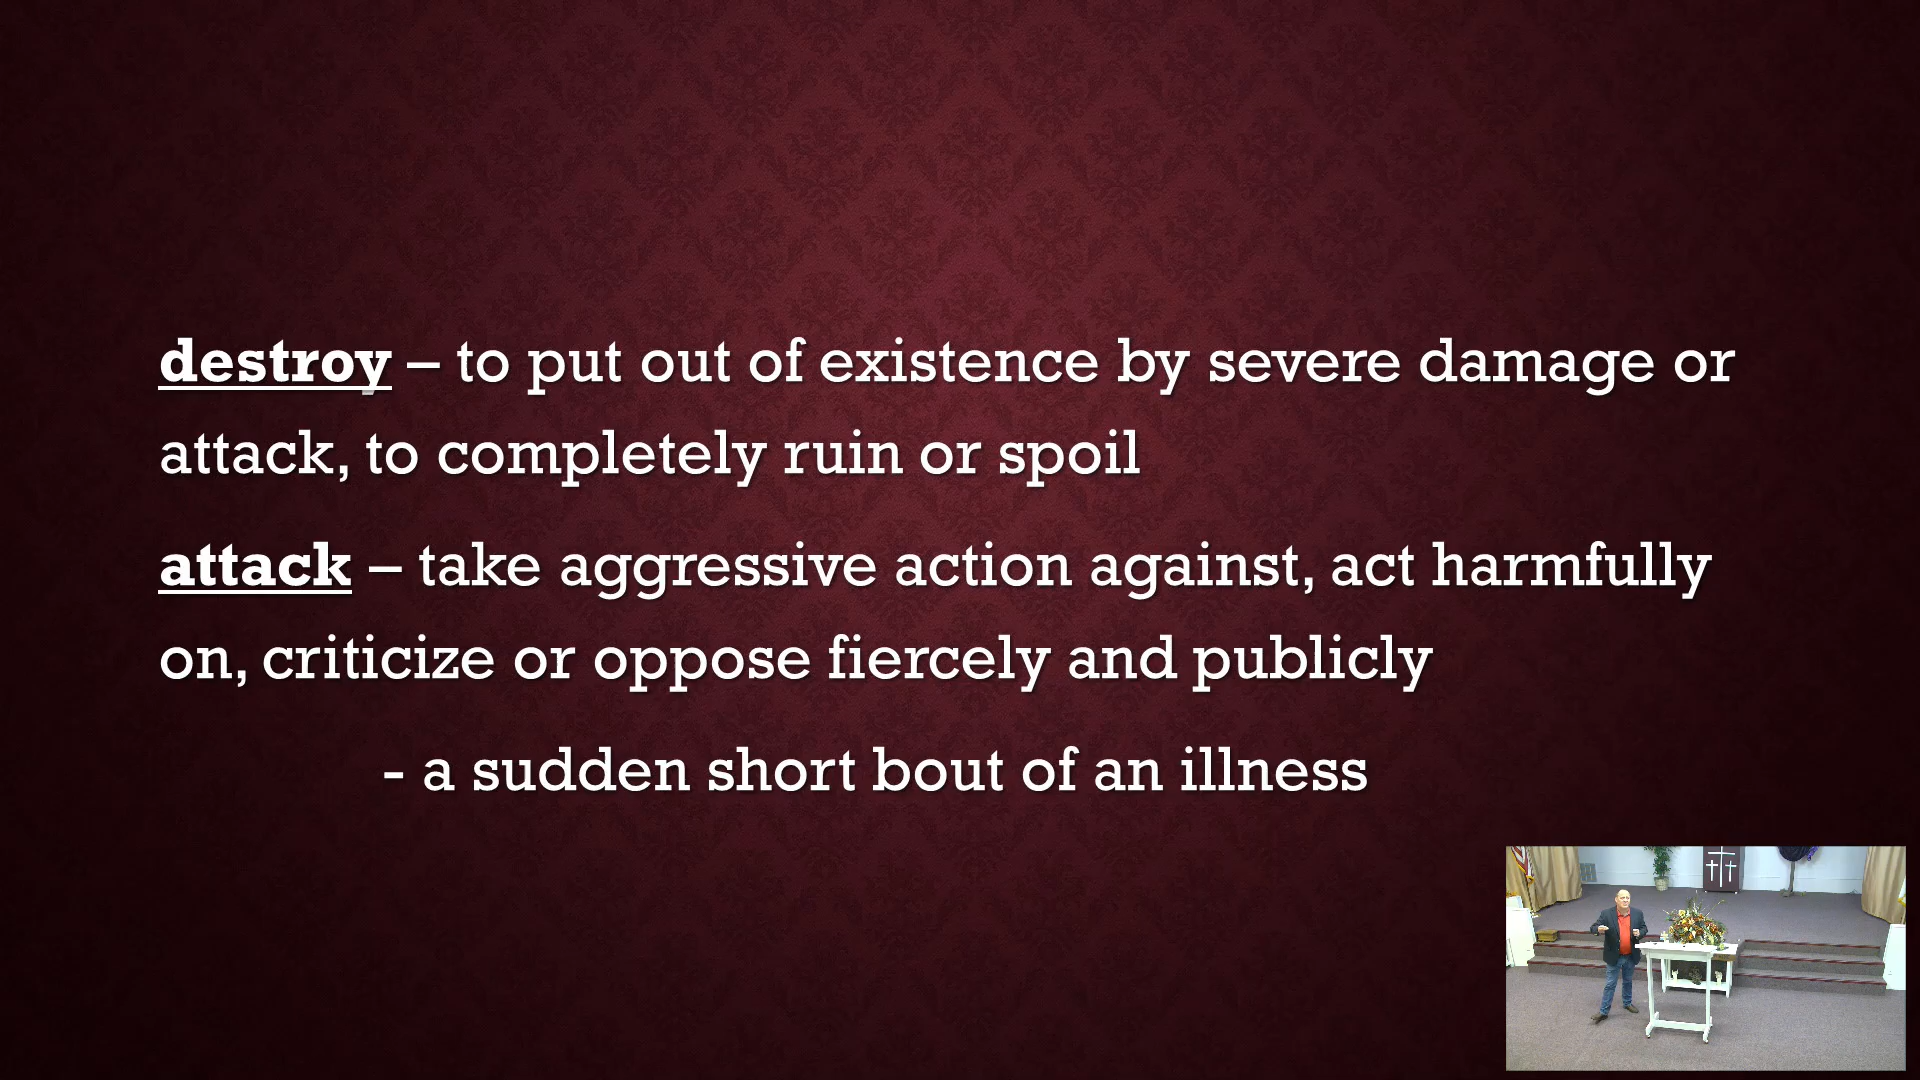 destroy – to put out of existence by severe damage or
attack, to completely ruin or spoil
attack – take aggressive action against, act harmfully
on, criticize or oppose fiercely and publicly
- a sudden short bout of an illness